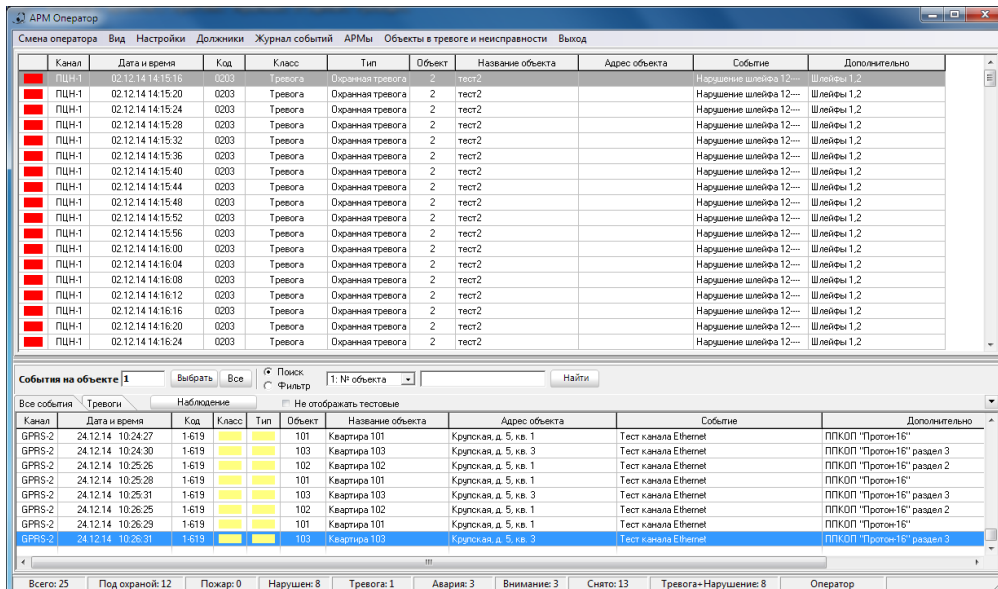 АРМ Оператор
Смена оператора Вид Настройки Должники Журнал событий АРМы Объекты в тревоге и неисправности Выход
Канал Дата и время Код Класс Тип Объект Название объекта Адрес объекта Событие Дополнительно
ПЦН-1 02.12.14 14:15:16 0203 Тревога Охранная тревога 2 тест2 Нарушение шлейфа 12---- Шлейфы 1,2
ПЦН-1 02.12.14 14:15:20 0203 Тревога Охранная тревога 2 тест2 Нарушение шлейфа 12---- Шлейфы 1,2
ПЦН-1 02.12.14 14:15:24 0203 Тревога Охранная тревога 2 тест2 Нарушение шлейфа 12---- Шлейфы 1,2
ПЦН-1 02.12.14 14:15:28 0203 Тревога Охранная тревога 2 тест2 Нарушение шлейфа 12---- Шлейфы 1,2
ПЦН-1 02.12.14 14:15:32 0203 Тревога Охранная тревога 2 тест2 Нарушение шлейфа 12---- Шлейфы 1,2
ПЦН-1 02.12.14 14:15:36 0203 Тревога Охранная тревога 2 тест2 Нарушение шлейфа 12---- Шлейфы 1,2
ПЦН-1 02.12.14 14:15:40 0203 Тревога Охранная тревога 2 тест2 Нарушение шлейфа 12---- Шлейфы 1,2
ПЦН-1 02.12.14 14:15:44 0203 Тревога Охранная тревога 2 тест2 Нарушение шлейфа 12---- Шлейфы 1,2
ПЦН-1 02.12.14 14:15:48 0203 Тревога Охранная тревога 2 тест2 Нарушение шлейфа 12---- Шлейфы 1,2
ПЦН-1 02.12.14 14:15:52 0203 Тревога Охранная тревога 2 тест2 Нарушение шлейфа 12---- Шлейфы 1,2
ПЦН-1 02.12.14 14:15:56 0203 Тревога Охранная тревога 2 тест2 Нарушение шлейфа 12---- Шлейфы 1,2
ПЦН-1 02.12.14 14:16:00 0203 Тревога Охранная тревога 2 тест2 Нарушение шлейфа 12---- Шлейфы 1,2
ПЦН-1 02.12.14 14:16:04 0203 Тревога Охранная тревога 2 тест2 Нарушение шлейфа 12---- Шлейфы 1,2
ПЦН-1 02.12.14 14:16:08 0203 Тревога Охранная тревога 2 тест2 Нарушение шлейфа 12---- Шлейфы 1,2
ПЦН-1 02.12.14 14:16:12 0203 Тревога Охранная тревога 2 тест2 Нарушение шлейфа 12---- Шлейфы 1,2
ПЦН-1 02.12.14 14:16:16 0203 Тревога Охранная тревога 2 тест2 Нарушение шлейфа 12---- Шлейфы 1,2
ПЦН-1 02.12.14 14:16:20 0203 Тревога Охранная тревога 2 тест2 Нарушение шлейфа 12---- Шлейфы 1,2
ПЦН-1 02.12.14 14:16:24 0203 Тревога Охранная тревога 2 тест2 Нарушение шлейфа 12---- Шлейфы 1,2
События на объекте 1 Выбрать Все Поиск Фильтр 1: № объекта Найти
Все события Тревоги Наблюдение Не отображать тестовые
Канал Дата и время Код Класс Тип Объект Название объекта Адрес объекта Событие Дополнительно
GPRS-2 24.12.14 10:24:27 1-619 101 Квартира 101 Крупская, д. 5, кв. 1 Тест канала Ethernet ППКОП "Протон-16"
GPRS-2 24.12.14 10:24:30 1-619 103 Квартира 103 Крупская, д. 5, кв. 3 Тест канала Ethernet ППКОП "Протон-16" раздел 3
GPRS-2 24.12.14 10:25:26 1-619 102 Квартира 102 Крупская, д. 5, кв. 1 Тест канала Ethernet ППКОП "Протон-16" раздел 2
GPRS-2 24.12.14 10:25:28 1-619 101 Квартира 101 Крупская, д. 5, кв. 1 Тест канала Ethernet ППКОП "Протон-16"
GPRS-2 24.12.14 10:25:31 1-619 103 Квартира 103 Крупская, д. 5, кв. 3 Тест канала Ethernet ППКОП "Протон-16" раздел 3
GPRS-2 24.12.14 10:26:25 1-619 102 Квартира 102 Крупская, д. 5, кв. 1 Тест канала Ethernet ППКОП "Протон-16" раздел 2
GPRS-2 24.12.14 10:26:29 1-619 101 Квартира 101 Крупская, д. 5, кв. 1 Тест канала Ethernet ППКОП "Протон-16"
GPRS-2 24.12.14 10:26:31 1-619 103 Квартира 103 Крупская, д. 5, кв. 3 Тест канала Ethernet ППКОП "Протон-16" раздел 3
Всего: 25 Под охраной: 12 Пожар: 0 Нарушен: 8 Тревога: 1 Авария: 3 Внимание: 3 Снято: 13 Тревога+Нарушение: 8 Оператор